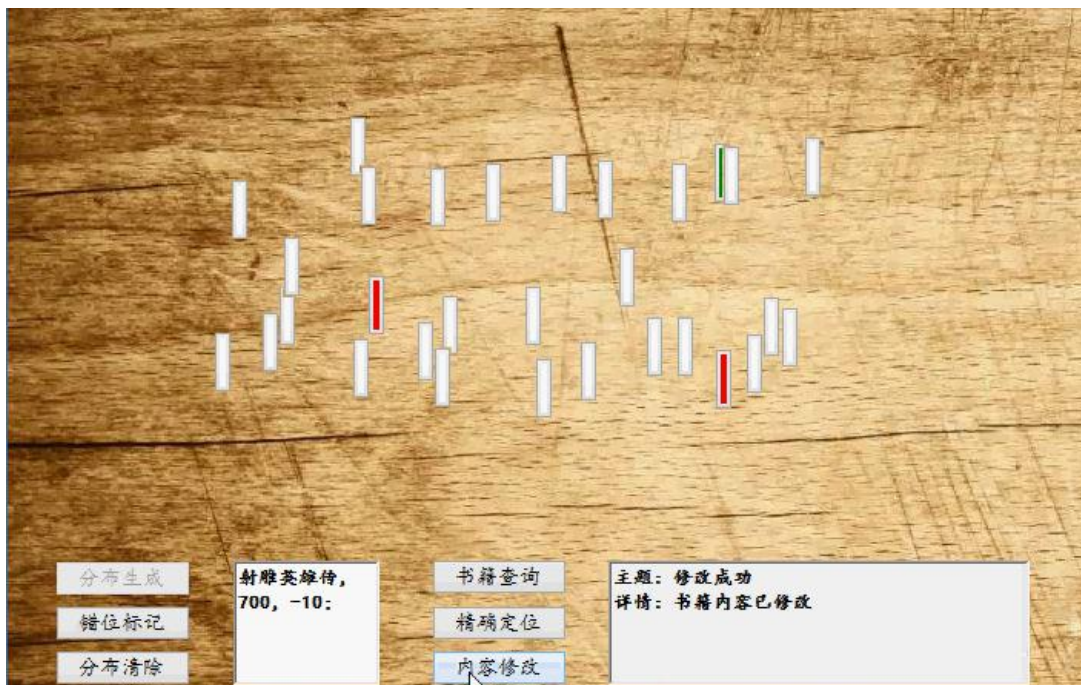 分布生成
错位标记
分布清除
射雕英雄传,
700, -10;
书籍查询
精确定位
内容修改
主题: 修改成功
详情: 书籍内容已修改